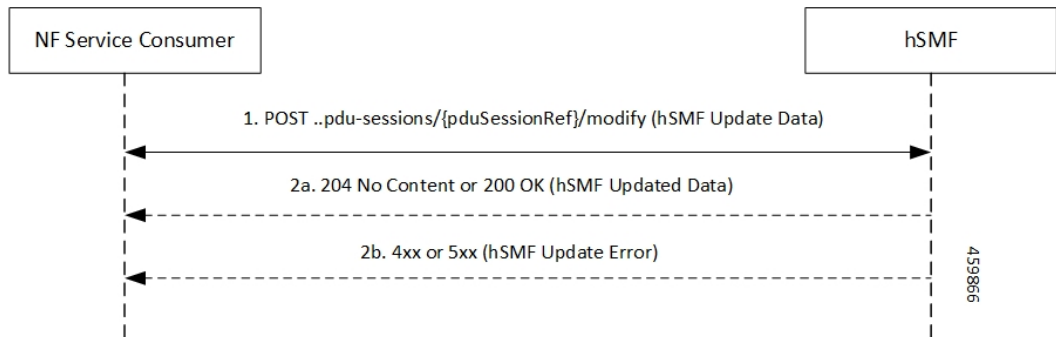 NF Service Consumer
hSMF
1. POST ..pdu-sessions/{pduSessionRef}/modify (hSMF Update Data)
2a. 204 No Content or 200 OK (hSMF Updated Data)
2b. 4xx or 5xx (hSMF Update Error)
459866